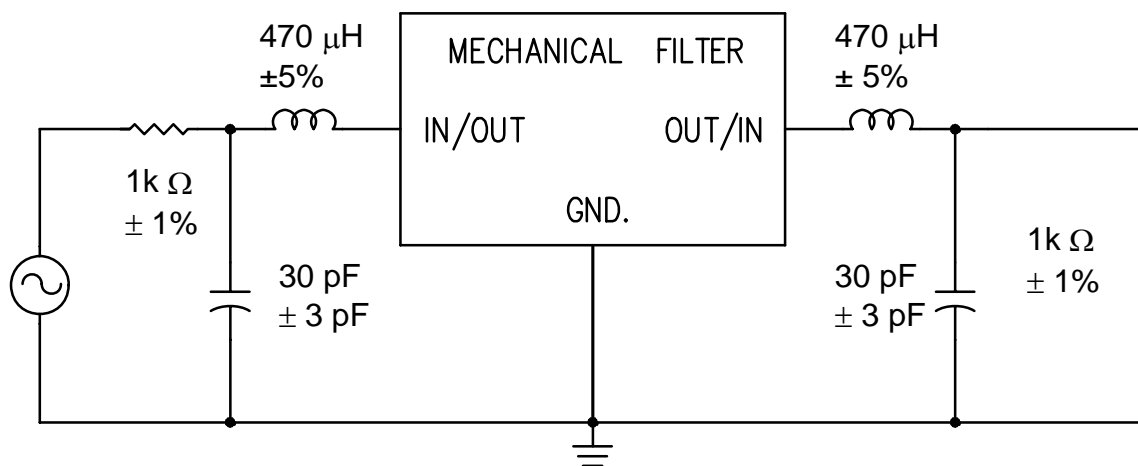 470 μH
±5%
MECHANICAL FILTER
470 μH
± 5%
IN/OUT
OUT/IN
1k Ω
± 1%
GND.
30 pF
± 3 pF
30 pF
± 3 pF
1k Ω
± 1%